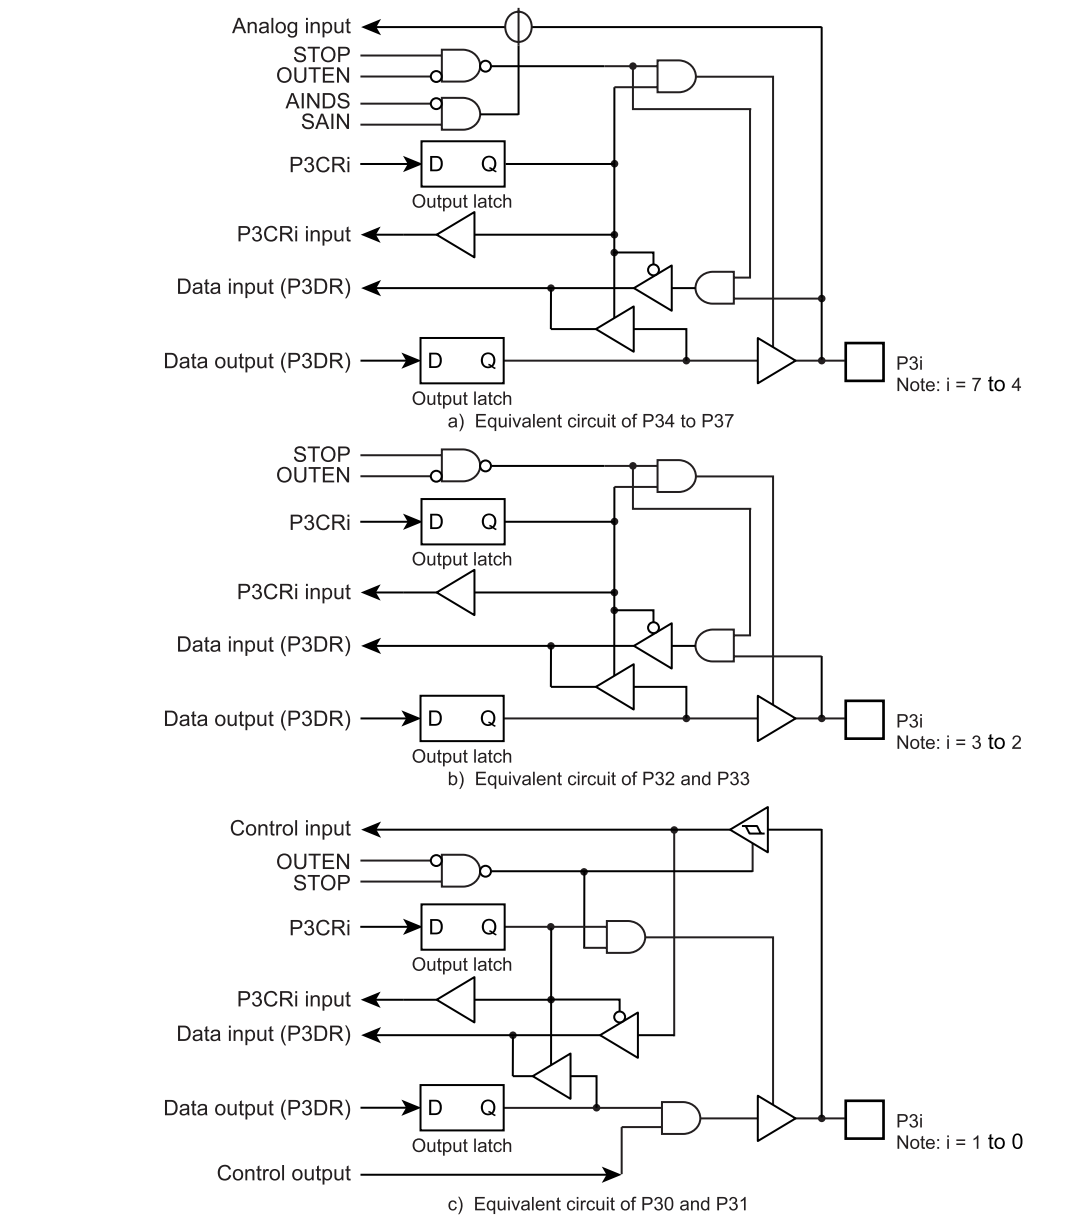 Analog input
STOP
OUTEN
AINDS
SAIN
P3CRi
D Q
Output latch
P3CRi input
Data input (P3DR)
Data output (P3DR)
D Q
Output latch
P3i
Note: i = 7 to 4
a) Equivalent circuit of P34 to P37
STOP
OUTEN
P3CRi
D Q
Output latch
P3CRi input
Data input (P3DR)
Data output (P3DR)
D Q
Output latch
P3i
Note: i = 3 to 2
b) Equivalent circuit of P32 and P33
Control input
OUTEN
STOP
P3CRi
D Q
Output latch
P3CRi input
Data input (P3DR)
Data output (P3DR)
D Q
Output latch
P3i
Note: i = 1 to 0
Control output
c) Equivalent circuit of P30 and P31